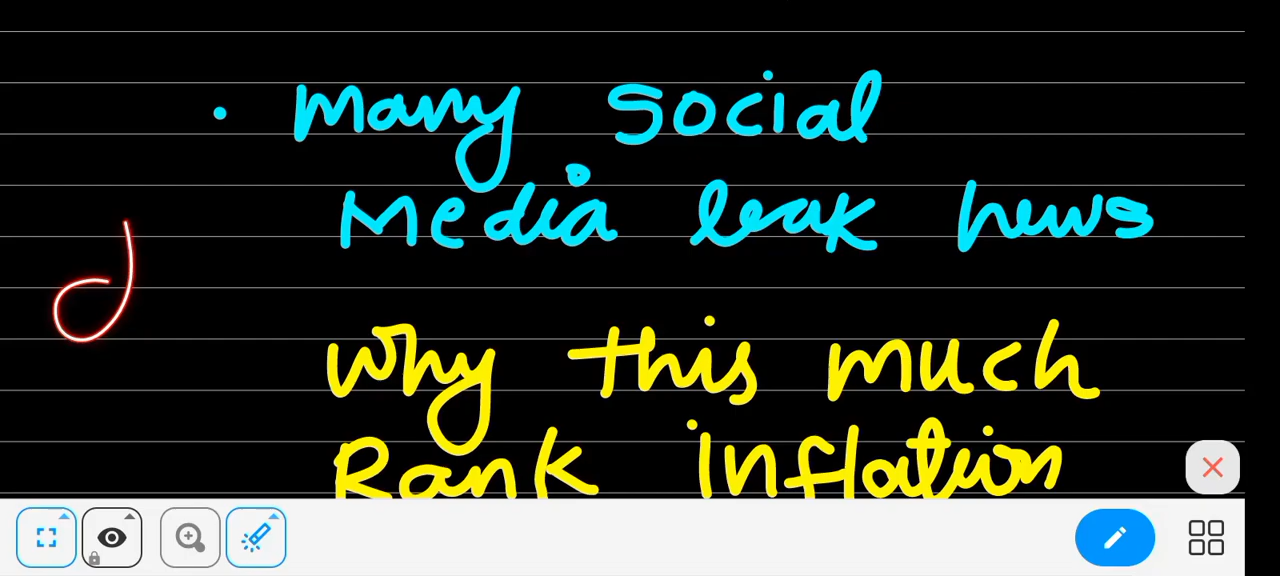 • Many social
Media leak news
Why this much
Rank inflation